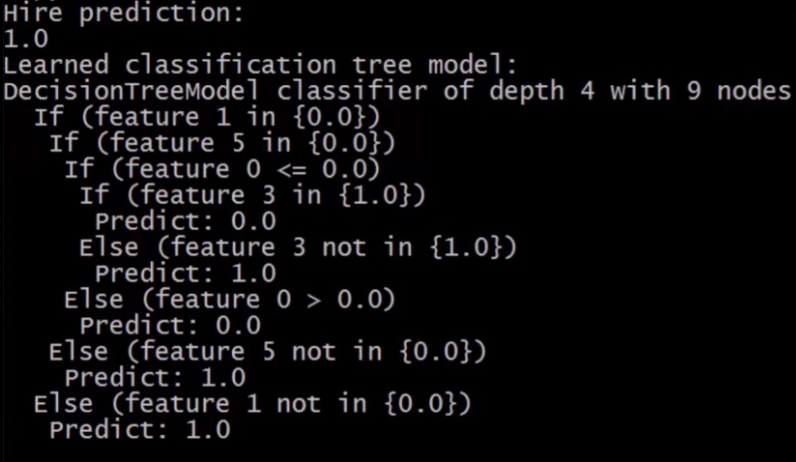 Hire prediction:
1.0
Learned classification tree model:
DecisionTreeModel classifier of depth 4 with 9 nodes
  If (feature 1 in {0.0})
   If (feature 5 in {0.0})
    If (feature 0 <= 0.0)
     If (feature 3 in {1.0})
      Predict: 0.0
     Else (feature 3 not in {1.0})
      Predict: 1.0
    Else (feature 0 > 0.0)
     Predict: 0.0
   Else (feature 5 not in {0.0})
    Predict: 1.0
  Else (feature 1 not in {0.0})
   Predict: 1.0